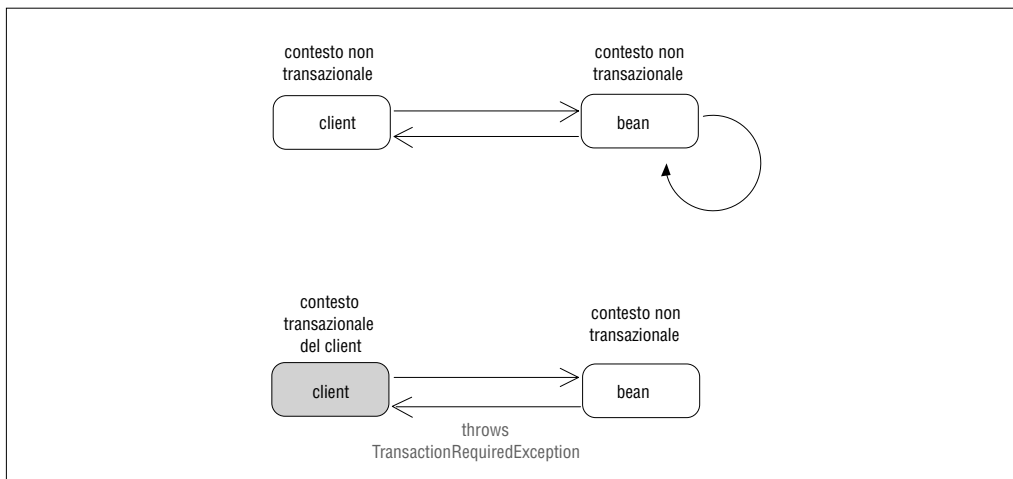 contesto non
transazionale
contesto non
transazionale
client
bean
contesto
transazionale
del client
contesto non
transazionale
client
bean
throws
TransactionRequiredException